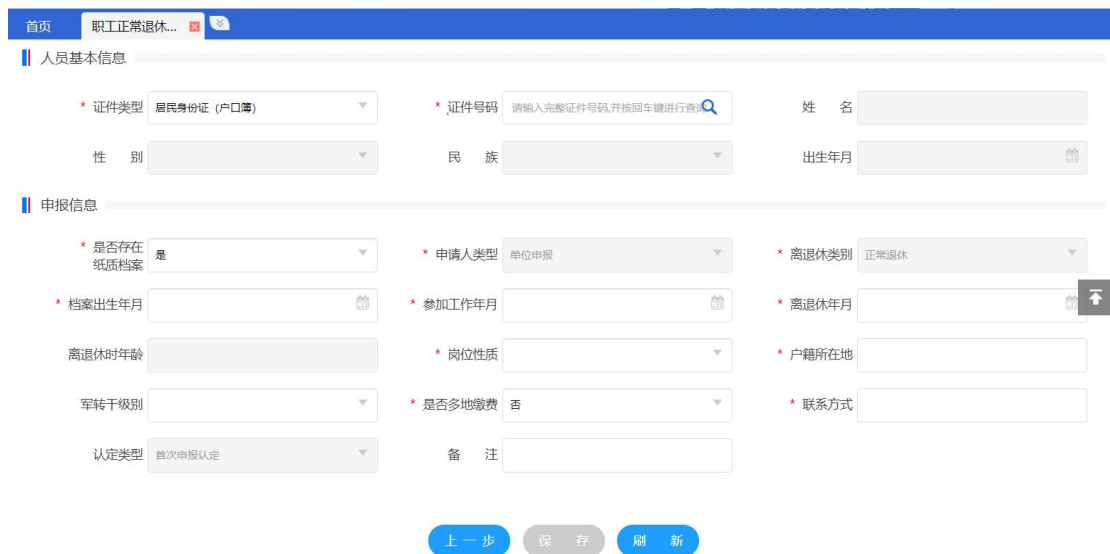 首页 职工正常退休...
人员基本信息
* 证件类型 居民身份证（户口簿） * 证件号码 请输入完整证件号码,并按回车键进行查询 姓 名
性 别 民 族 出生年月
申报信息
* 是否存在纸质档案 是 * 申请人类型 单位申报 * 离退休类别 正常退休
* 档案出生年月 * 参加工作年月 * 离退休年月
离退休时年龄 * 岗位性质 * 户籍所在地
军转干级别 * 是否多地缴费 否 * 联系方式
认定类型 首次申报认定 备 注
上一步 保 存 刷 新